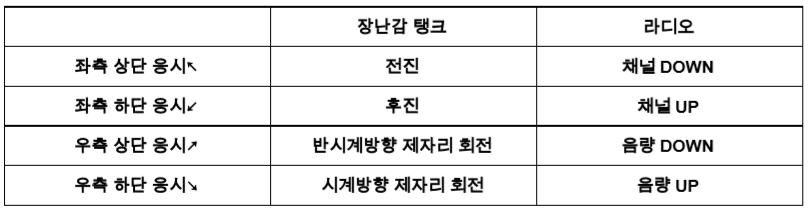 장난감 탱크 라디오
좌측 상단 응시↖ 전진 채널 DOWN
좌측 하단 응시↙ 후진 채널 UP
우측 상단 응시↗ 반시계방향 제자리 회전 음량 DOWN
우측 하단 응시↘ 시계방향 제자리 회전 음량 UP